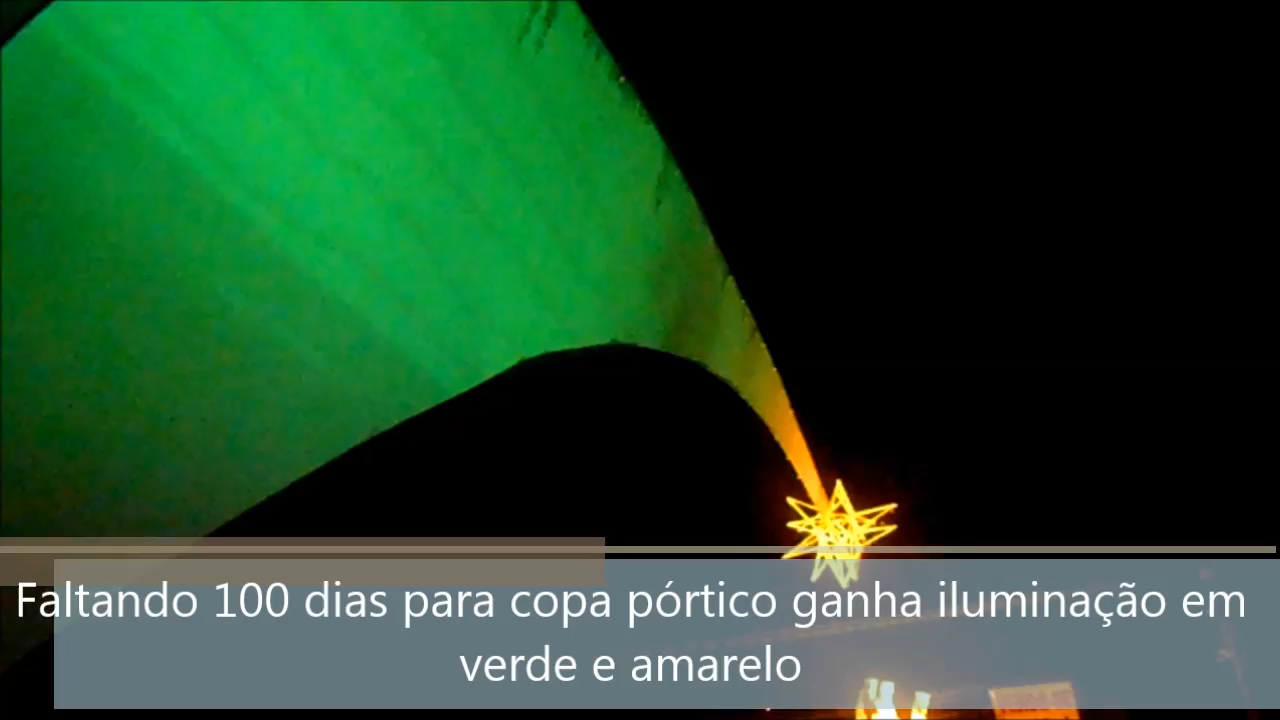 Faltando 100 dias para copa pórtico ganha iluminação em
verde e amarelo